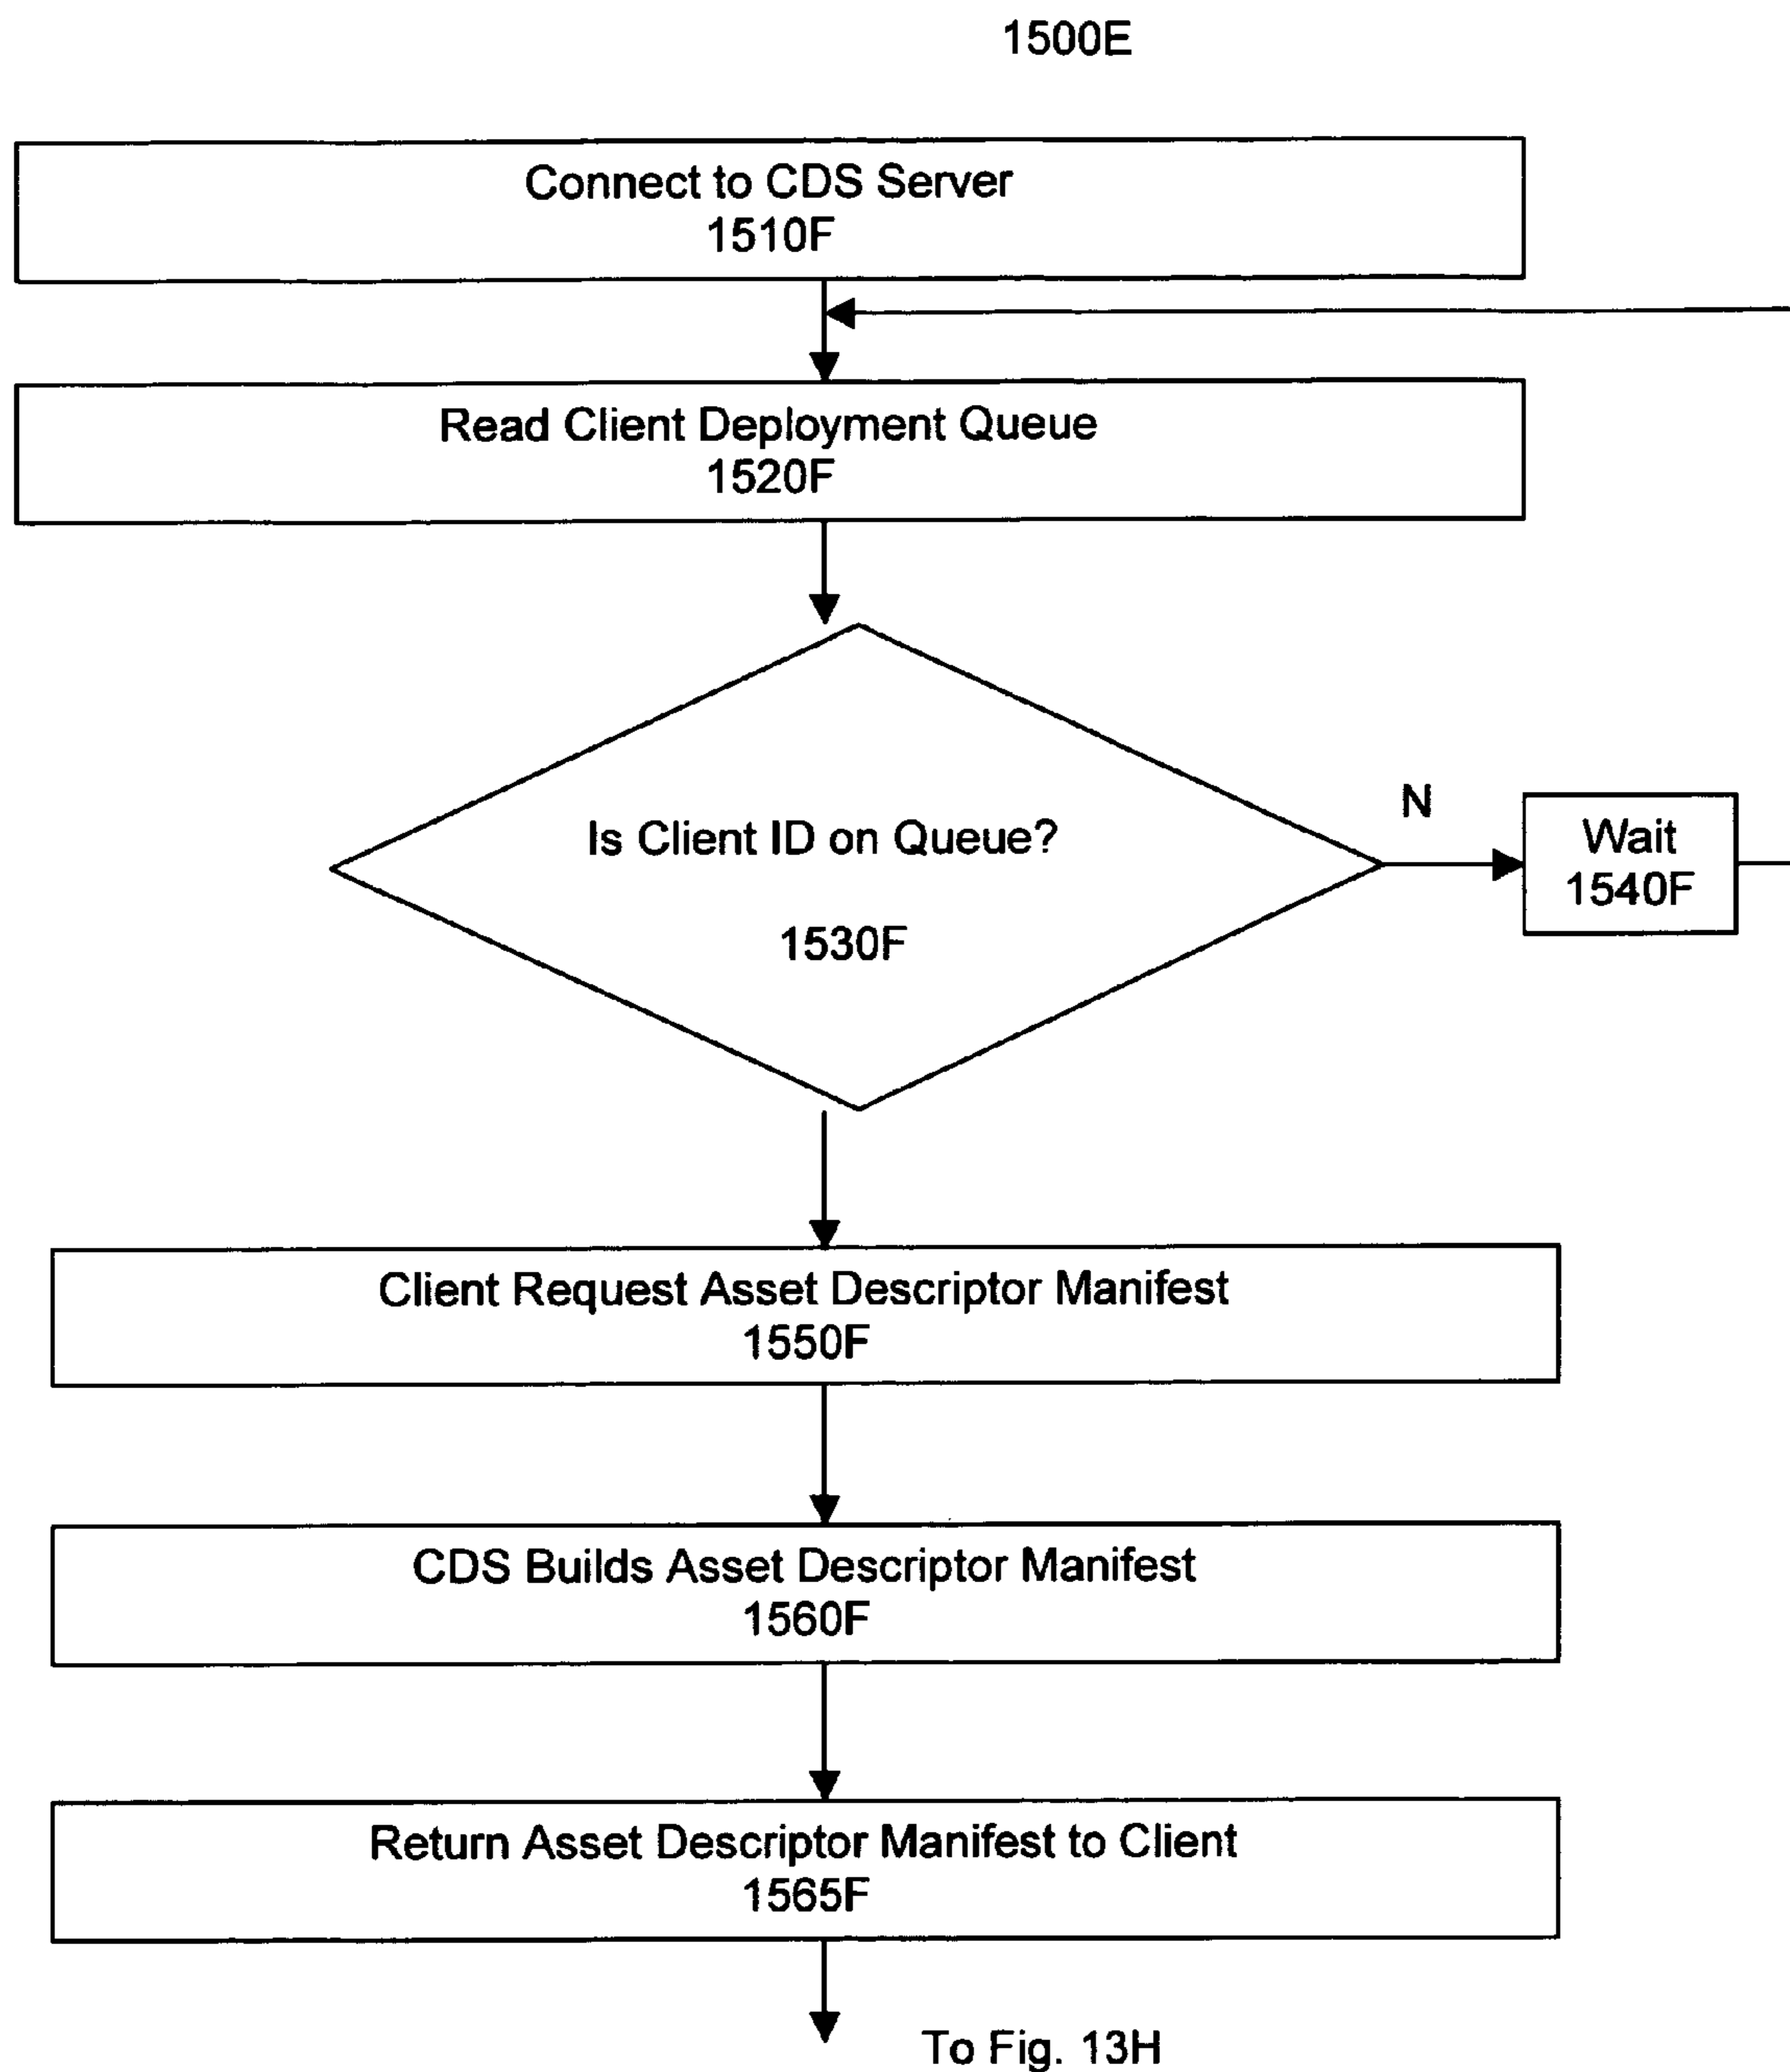 1500E
Connect to CDS Server
1510F
Read Client Deployment Queue
1520F
Is Client ID on Queue?
1530F
N
Wait
1540F
Client Request Asset Descriptor Manifest
1550F
CDS Builds Asset Descriptor Manifest
1560F
Return Asset Descriptor Manifest to Client
1565F
To Fig. 13H